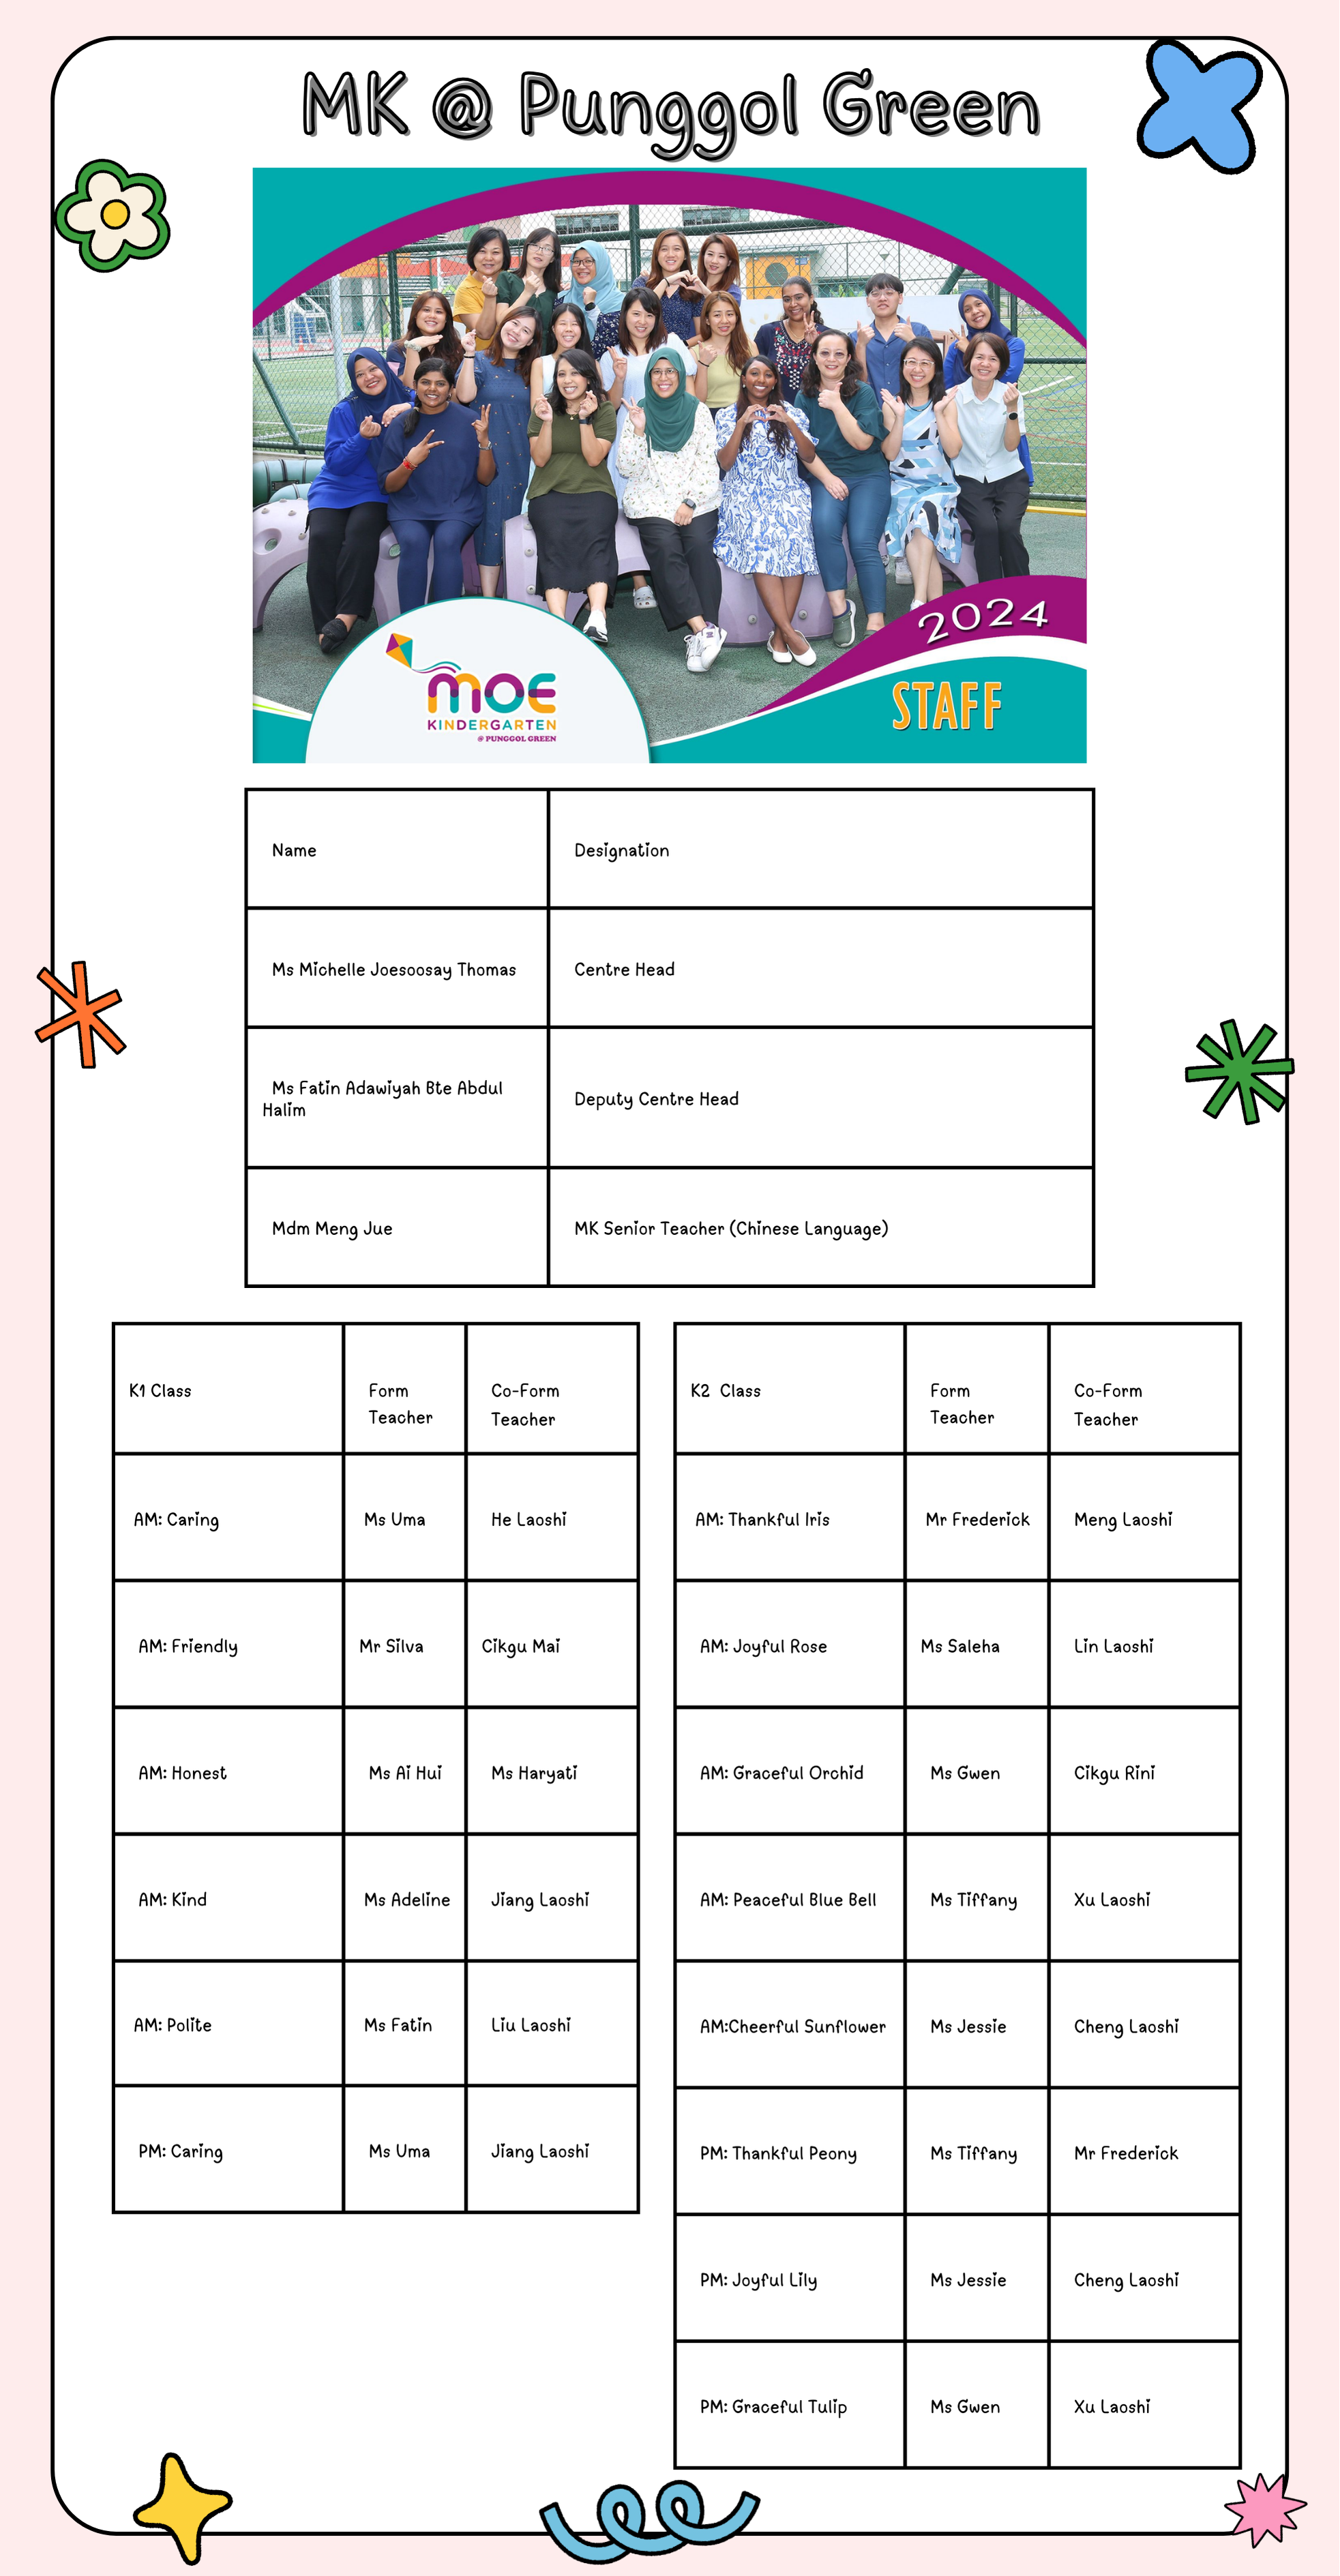 MK @ Punggol Green
2024
STAFF
moe
KINDERGARTEN
@ PUNGGOL GREEN
Name Designation
Ms Michelle Joesoosay Thomas Centre Head
Ms Fatin Adawiyah Bte Abdul
Halim
Deputy Centre Head
Mdm Meng Jue MK Senior Teacher (Chinese Language)
K1 Class Form Teacher Co-Form Teacher
AM: Caring Ms Uma He Laoshi
AM: Friendly Mr Silva Cikgu Mai
AM: Honest Ms Ai Hui Ms Haryati
AM: Kind Ms Adeline Jiang Laoshi
AM: Polite Ms Fatin Liu Laoshi
PM: Caring Ms Uma Jiang Laoshi
K2 Class Form Teacher Co-Form Teacher
AM: Thankful Iris Mr Frederick Meng Laoshi
AM: Joyful Rose Ms Saleha Lin Laoshi
AM: Graceful Orchid Ms Gwen Cikgu Rini
AM: Peaceful Blue Bell Ms Tiffany Xu Laoshi
AM:Cheerful Sunflower Ms Jessie Cheng Laoshi
PM: Thankful Peony Ms Tiffany Mr Frederick
PM: Joyful Lily Ms Jessie Cheng Laoshi
PM: Graceful Tulip Ms Gwen Xu Laoshi